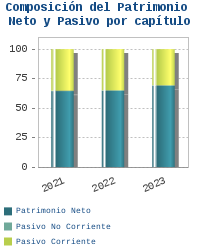 Composición del Patrimonio
Neto y Pasivo por capítulo
100
75
50
25
0
2021
2022
2023
Patrimonio Neto
Pasivo No Corriente
Pasivo Corriente